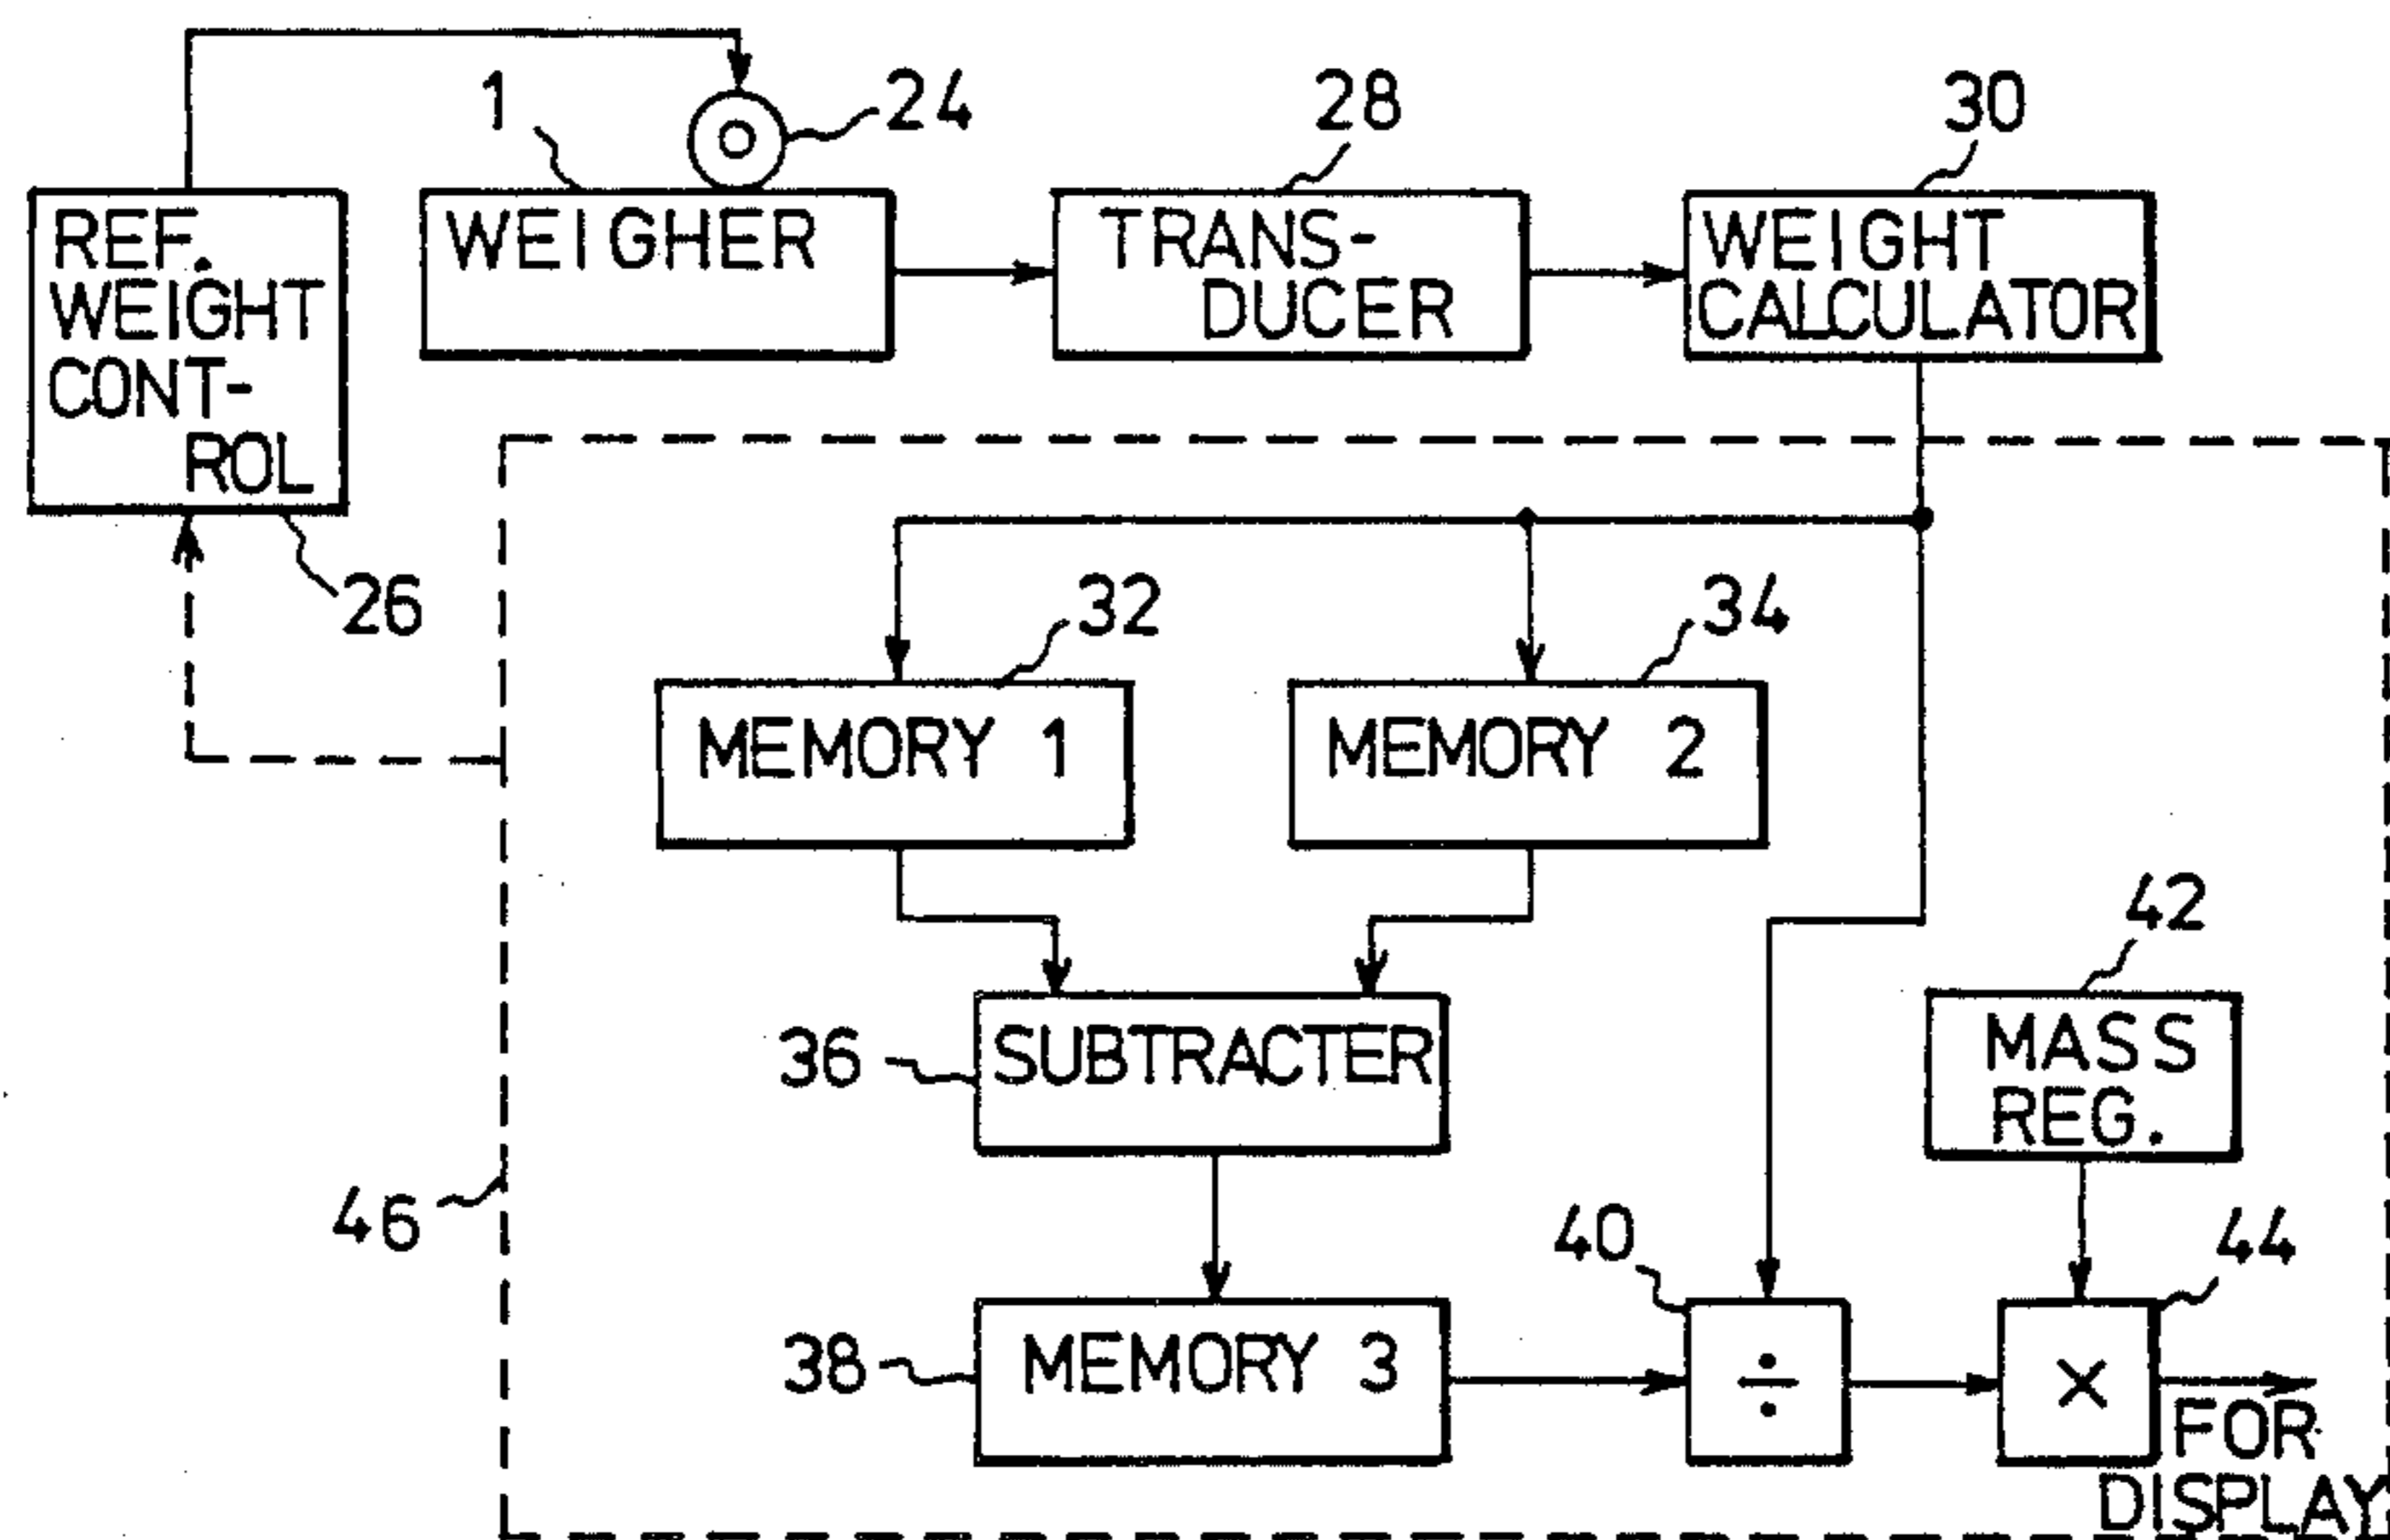 1
24
28
30
REF.
WEIGHT
CONT-
ROL
WEIGHER
TRANS-
DUCER
WEIGHT
CALCULATOR
26
32
34
MEMORY 1
MEMORY 2
42
36
SUBTRACTER
MASS
REG.
46
40
44
38
MEMORY 3
÷
×
FOR
DISPLAY